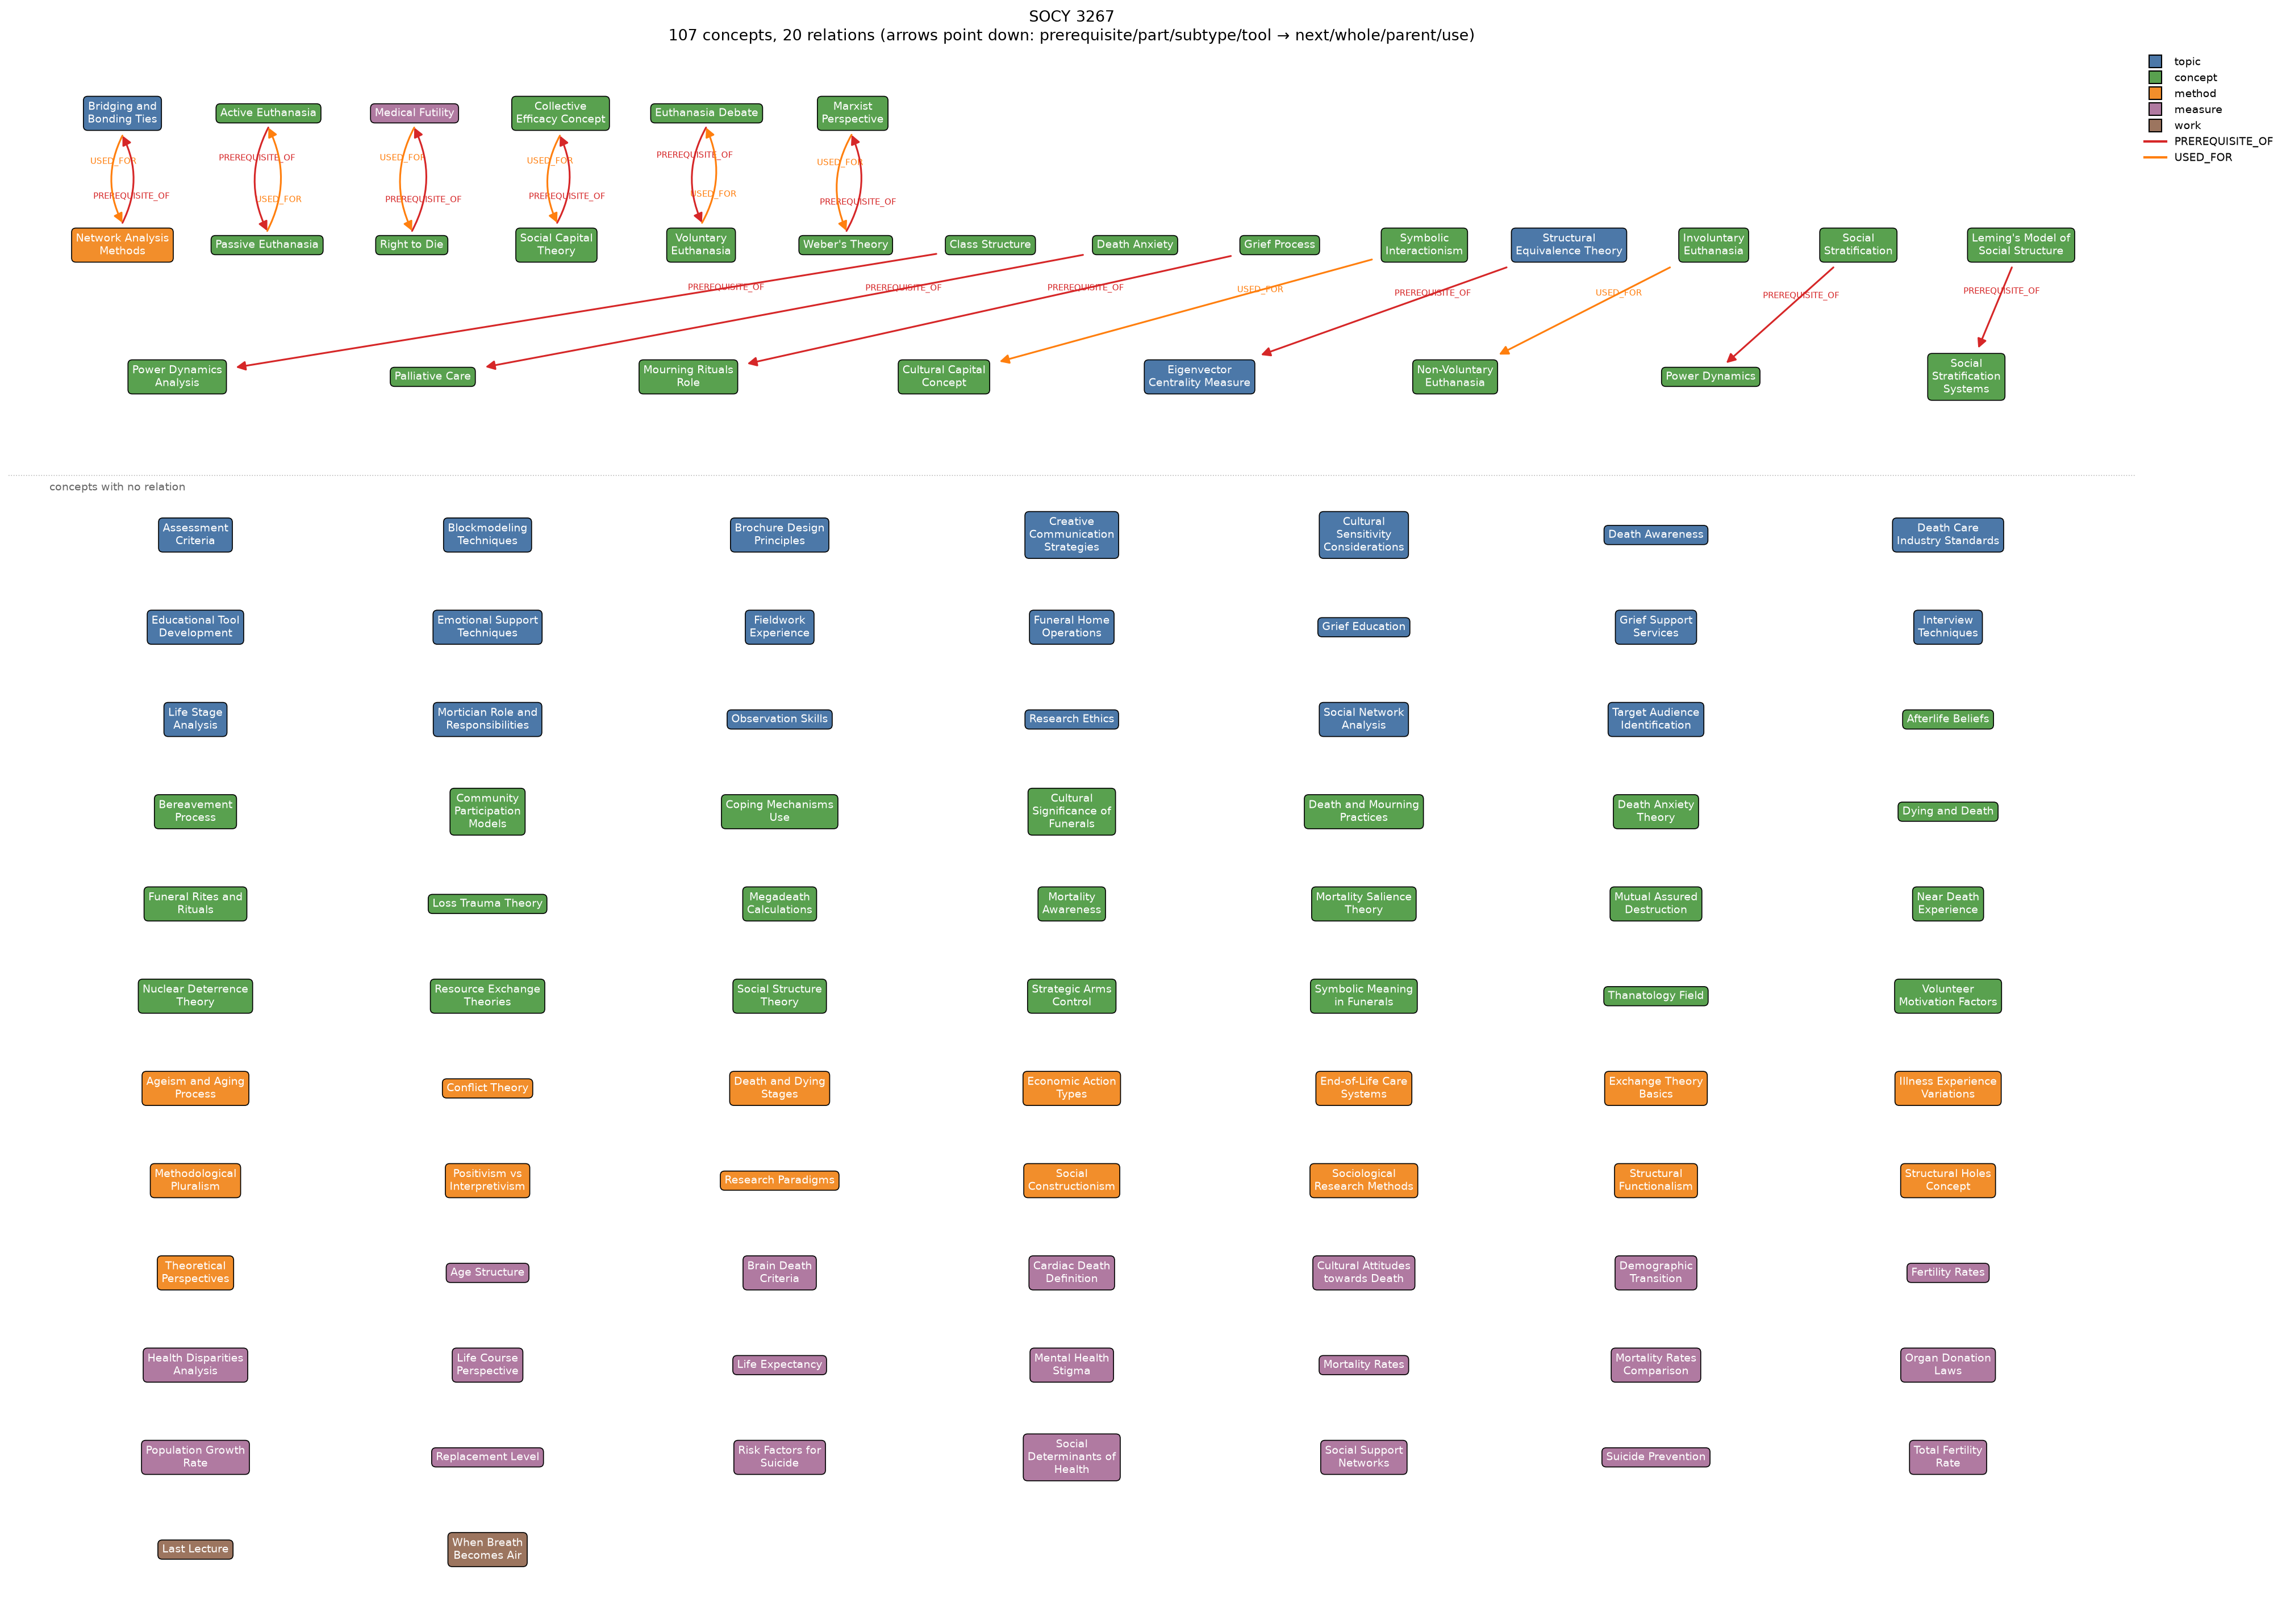 SOCY 3267
107 concepts, 20 relations (arrows point down: prerequisite/part/subtype/tool → next/whole/parent/use)
topic
concept
method
measure
work
PREREQUISITE_OF
USED_FOR
Bridging and
Bonding Ties
Active Euthanasia
Medical Futility
Collective
Efficacy Concept
Euthanasia Debate
Marxist
Perspective
USED_FOR
PREREQUISITE_OF
PREREQUISITE_OF
USED_FOR
USED_FOR
PREREQUISITE_OF
USED_FOR
PREREQUISITE_OF
PREREQUISITE_OF
USED_FOR
USED_FOR
PREREQUISITE_OF
Network Analysis
Methods
Passive Euthanasia
Right to Die
Social Capital
Theory
Voluntary
Euthanasia
Weber's Theory
Class Structure
Death Anxiety
Grief Process
Symbolic
Interactionism
Structural
Equivalence Theory
Involuntary
Euthanasia
Social
Stratification
Leming's Model of
Social Structure
PREREQUISITE_OF
PREREQUISITE_OF
PREREQUISITE_OF
USED_FOR
PREREQUISITE_OF
USED_FOR
PREREQUISITE_OF
PREREQUISITE_OF
Power Dynamics
Analysis
Palliative Care
Mourning Rituals
Role
Cultural Capital
Concept
Eigenvector
Centrality Measure
Non-Voluntary
Euthanasia
Power Dynamics
Social
Stratification
Systems
concepts with no relation
Assessment
Criteria
Blockmodeling
Techniques
Brochure Design
Principles
Creative
Communication
Strategies
Cultural
Sensitivity
Considerations
Death Awareness
Death Care
Industry Standards
Educational Tool
Development
Emotional Support
Techniques
Fieldwork
Experience
Funeral Home
Operations
Grief Education
Grief Support
Services
Interview
Techniques
Life Stage
Analysis
Mortician Role and
Responsibilities
Observation Skills
Research Ethics
Social Network
Analysis
Target Audience
Identification
Afterlife Beliefs
Bereavement
Process
Community
Participation
Models
Coping Mechanisms
Use
Cultural
Significance of
Funerals
Death and Mourning
Practices
Death Anxiety
Theory
Dying and Death
Funeral Rites and
Rituals
Loss Trauma Theory
Megadeath
Calculations
Mortality
Awareness
Mortality Salience
Theory
Mutual Assured
Destruction
Near Death
Experience
Nuclear Deterrence
Theory
Resource Exchange
Theories
Social Structure
Theory
Strategic Arms
Control
Symbolic Meaning
in Funerals
Thanatology Field
Volunteer
Motivation Factors
Ageism and Aging
Process
Conflict Theory
Death and Dying
Stages
Economic Action
Types
End-of-Life Care
Systems
Exchange Theory
Basics
Illness Experience
Variations
Methodological
Pluralism
Positivism vs
Interpretivism
Research Paradigms
Social
Constructionism
Sociological
Research Methods
Structural
Functionalism
Structural Holes
Concept
Theoretical
Perspectives
Age Structure
Brain Death
Criteria
Cardiac Death
Definition
Cultural Attitudes
towards Death
Demographic
Transition
Fertility Rates
Health Disparities
Analysis
Life Course
Perspective
Life Expectancy
Mental Health
Stigma
Mortality Rates
Mortality Rates
Comparison
Organ Donation
Laws
Population Growth
Rate
Replacement Level
Risk Factors for
Suicide
Social
Determinants of
Health
Social Support
Networks
Suicide Prevention
Total Fertility
Rate
Last Lecture
When Breath
Becomes Air